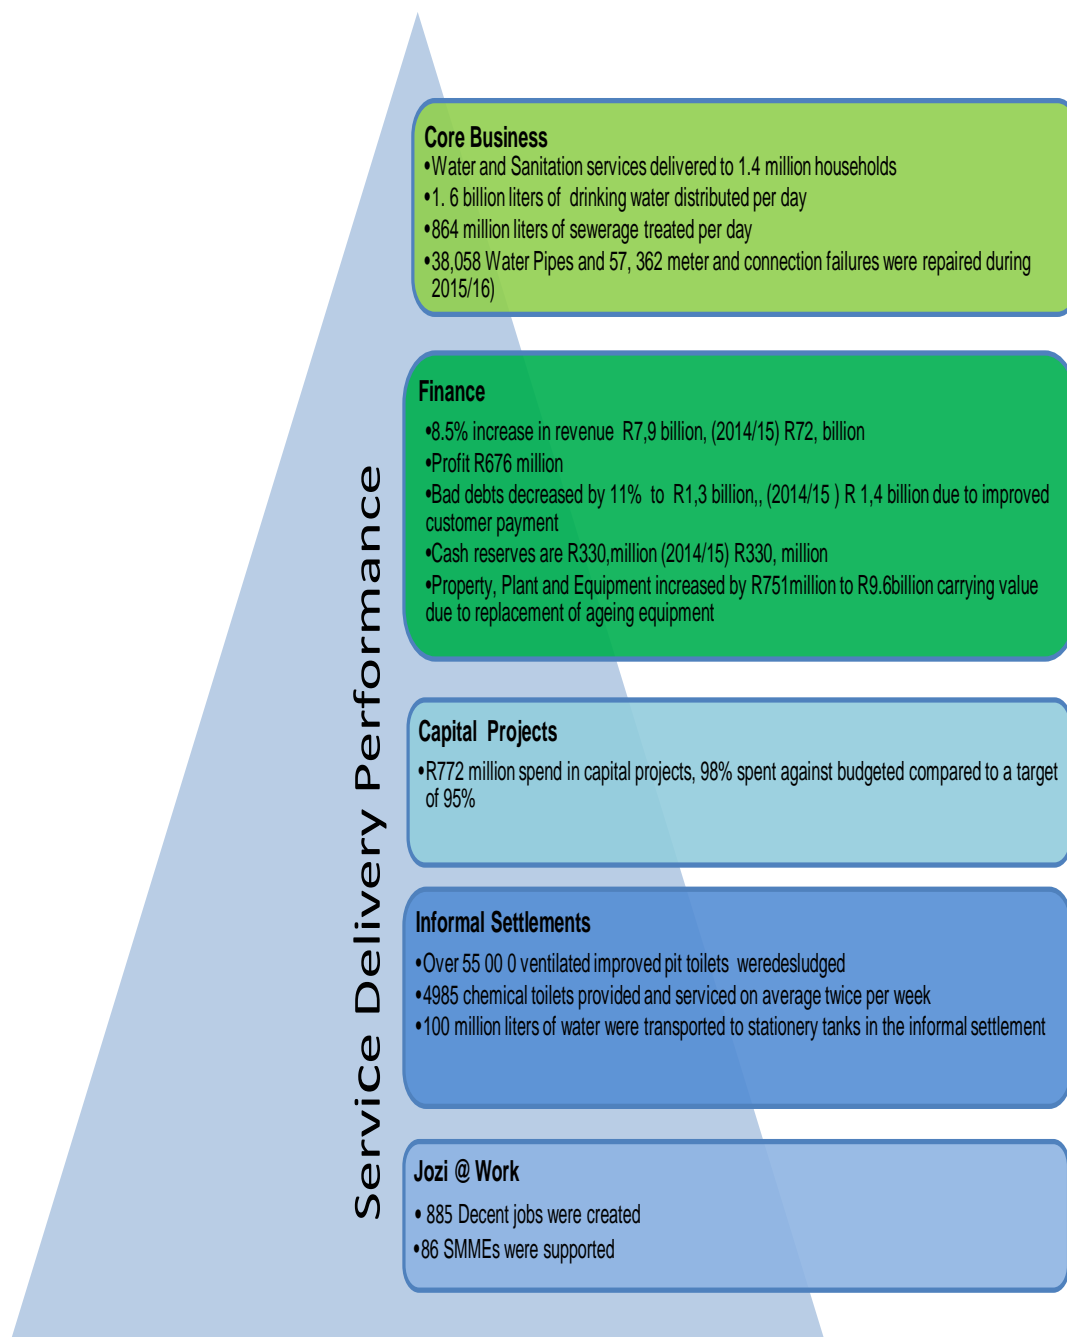 Service Delivery Performance
Core Business
•Water and Sanitation services delivered to 1.4 million households
•1. 6 billion liters of drinking water distributed per day
•864 million liters of sewerage treated per day
•38,058 Water Pipes and 57, 362 meter and connection failures were repaired during
2015/16)
Finance
•8.5% increase in revenue R7,9 billion, (2014/15) R72, billion
•Profit R676 million
•Bad debts decreased by 11% to R1,3 billion,, (2014/15 ) R 1,4 billion due to improved
customer payment
•Cash reserves are R330,million (2014/15) R330, million
•Property, Plant and Equipment increased by R751million to R9.6billion carrying value
due to replacement of ageing equipment
Capital Projects
•R772 million spend in capital projects, 98% spent against budgeted compared to a target
of 95%
Informal Settlements
•Over 55 00 0 ventilated improved pit toilets weredesludged
•4985 chemical toilets provided and serviced on average twice per week
•100 million liters of water were transported to stationery tanks in the informal settlement
Jozi @ Work
• 885 Decent jobs were created
•86 SMMEs were supported